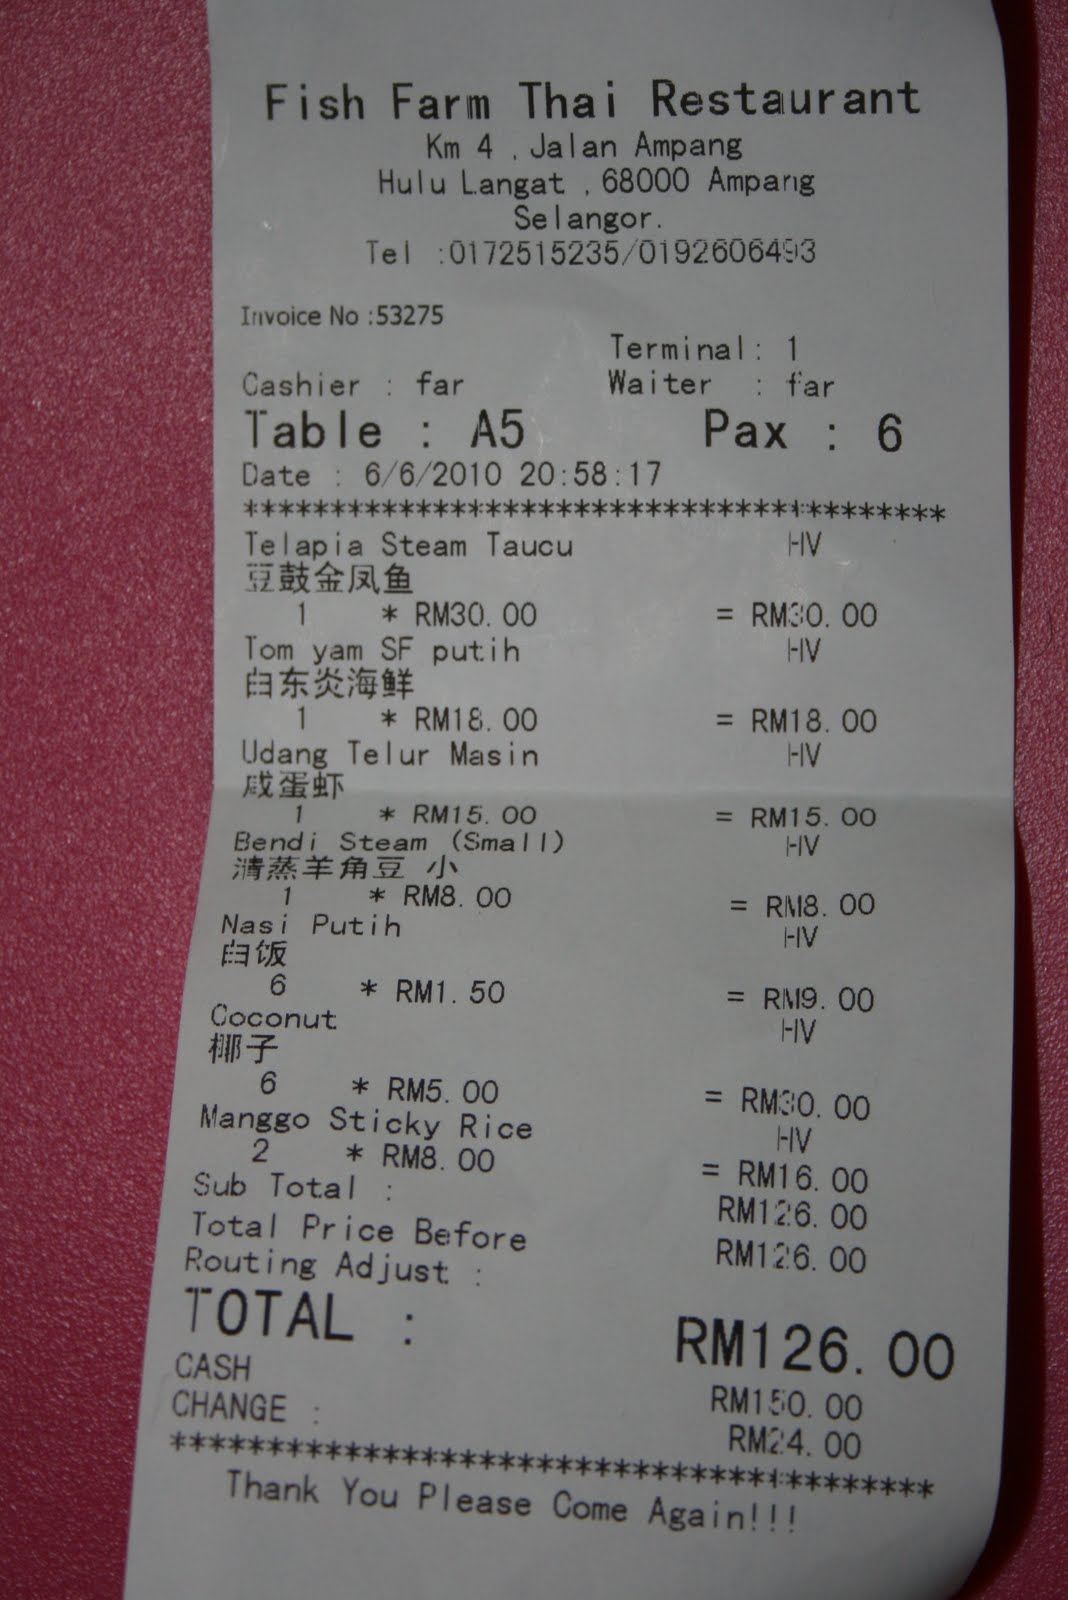 Fish Farm Thai Restaurant
Km 4 , Jalan Ampang
Hulu Langat , 68000 Ampang
Selangor.
Tel :0172515235/0192606493
Invoice No :53275
Terminal: 1
Cashier : far Waiter : far
Table : A5 Pax : 6
Date : 6/6/2010 20:58:17
*****************************************
Telapia Steam Taucu HV
豆鼓金凤鱼
1 * RM30.00 = RM30.00
Tom yam SF putih HV
白东炎海鲜
1 * RM18.00 = RM18.00
Udang Telur Masin HV
咸蛋虾
1 * RM15.00 = RM15.00
Bendi Steam (Small) HV
清蒸羊角豆 小
1 * RM8.00 = RM8.00
Nasi Putih HV
白饭
6 * RM1.50 = RM9.00
Coconut HV
椰子
6 * RM5.00 = RM30.00
Manggo Sticky Rice HV
2 * RM8.00 = RM16.00
Sub Total : RM126.00
Total Price Before RM126.00
Routing Adjust :
TOTAL : RM126.00
CASH RM150.00
CHANGE : RM24.00
*****************************************
Thank You Please Come Again!!!